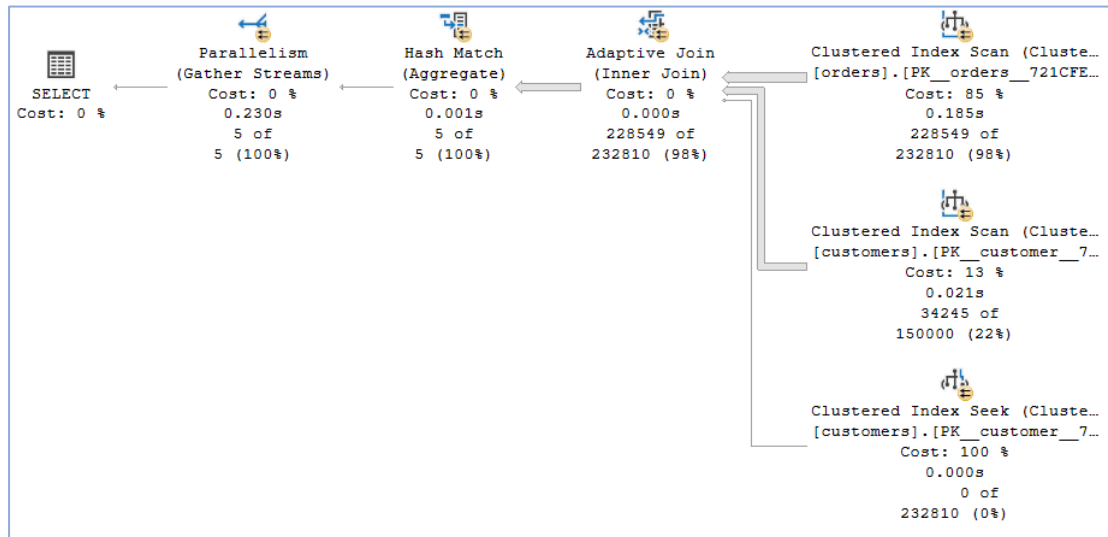 SELECT
Cost: 0 %
Parallelism
(Gather Streams)
Cost: 0 %
0.230s
5 of
5 (100%)
Hash Match
(Aggregate)
Cost: 0 %
0.001s
5 of
5 (100%)
Adaptive Join
(Inner Join)
Cost: 0 %
0.000s
228549 of
232810 (98%)
Clustered Index Scan (Cluste…
[orders].[PK__orders__721CFE…
Cost: 85 %
0.185s
228549 of
232810 (98%)
Clustered Index Scan (Cluste…
[customers].[PK__customer__7…
Cost: 13 %
0.021s
34245 of
150000 (22%)
Clustered Index Seek (Cluste…
[customers].[PK__customer__7…
Cost: 100 %
0.000s
0 of
232810 (0%)